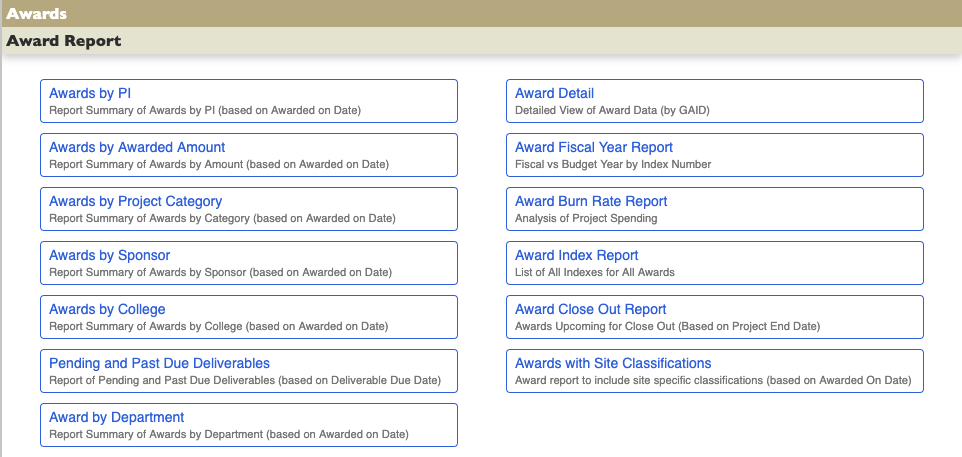 Awards
Award Report
Awards by PI
Report Summary of Awards by PI (based on Awarded on Date)
Awards by Awarded Amount
Report Summary of Awards by Amount (based on Awarded on Date)
Awards by Project Category
Report Summary of Awards by Category (based on Awarded on Date)
Awards by Sponsor
Report Summary of Awards by Sponsor (based on Awarded on Date)
Awards by College
Report Summary of Awards by College (based on Awarded on Date)
Pending and Past Due Deliverables
Report of Pending and Past Due Deliverables (based on Deliverable Due Date)
Award by Department
Report Summary of Awards by Department (based on Awarded on Date)
Award Detail
Detailed View of Award Data (by GAID)
Award Fiscal Year Report
Fiscal vs Budget Year by Index Number
Award Burn Rate Report
Analysis of Project Spending
Award Index Report
List of All Indexes for All Awards
Award Close Out Report
Awards Upcoming for Close Out (Based on Project End Date)
Awards with Site Classifications
Award report to include site specific classifications (based on Awarded On Date)